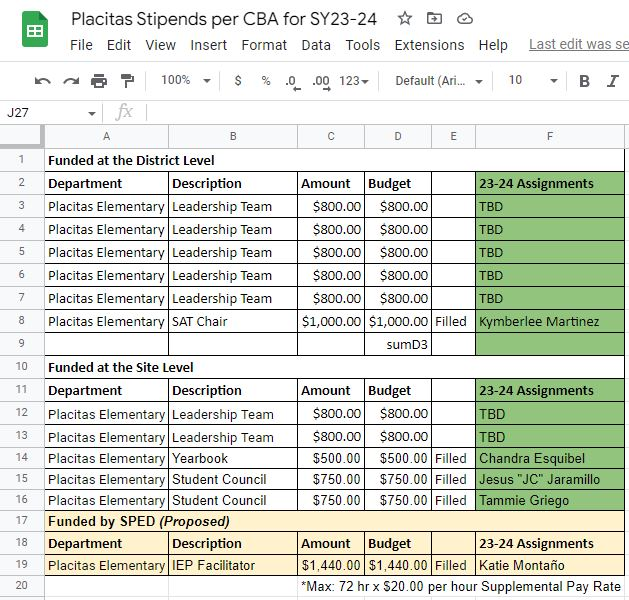 Placitas Stipends per CBA for SY23-24
File Edit View Insert Format Data Tools Extensions Help Last edit was se
100% $ % .0 .00 123 Default (Ari... 10 B I
J27 fx
A B C D E F
1 Funded at the District Level
2 Department Description Amount Budget 23-24 Assignments
3 Placitas Elementary Leadership Team $800.00 $800.00 TBD
4 Placitas Elementary Leadership Team $800.00 $800.00 TBD
5 Placitas Elementary Leadership Team $800.00 $800.00 TBD
6 Placitas Elementary Leadership Team $800.00 $800.00 TBD
7 Placitas Elementary Leadership Team $800.00 $800.00 TBD
8 Placitas Elementary SAT Chair $1,000.00 $1,000.00 Filled Kymberlee Martinez
9 sumD3
10 Funded at the Site Level
11 Department Description Amount Budget 23-24 Assignments
12 Placitas Elementary Leadership Team $800.00 $800.00 TBD
13 Placitas Elementary Leadership Team $800.00 $800.00 TBD
14 Placitas Elementary Yearbook $500.00 $500.00 Filled Chandra Esquibel
15 Placitas Elementary Student Council $750.00 $750.00 Filled Jesus "JC" Jaramillo
16 Placitas Elementary Student Council $750.00 $750.00 Filled Tammie Griego
17 Funded by SPED (Proposed)
18 Department Description Amount Budget 23-24 Assignments
19 Placitas Elementary IEP Facilitator $1,440.00 $1,440.00 Filled Katie Montaño
20 *Max: 72 hr x $20.00 per hour Supplemental Pay Rate